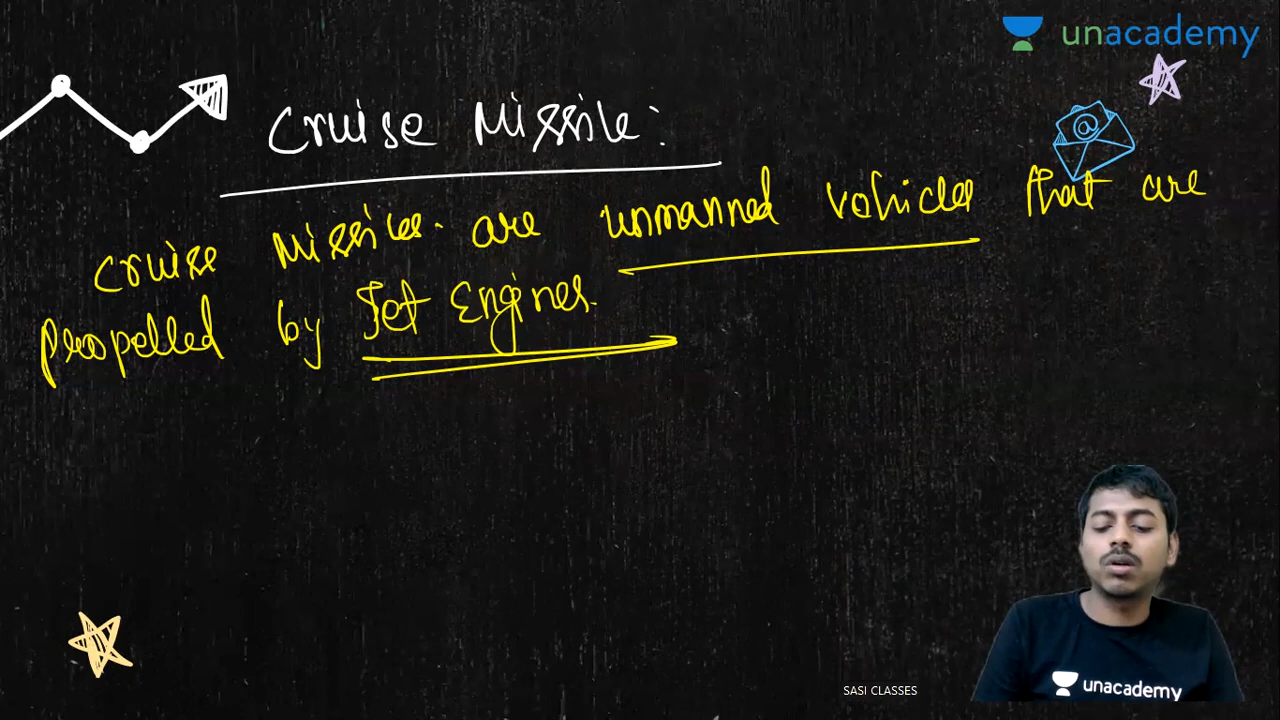 unacademy
Cruise Missile:
Cruise Missiles are unmanned vehicles that are
propelled by Jet Engines.
unacademy
SASI CLASSES